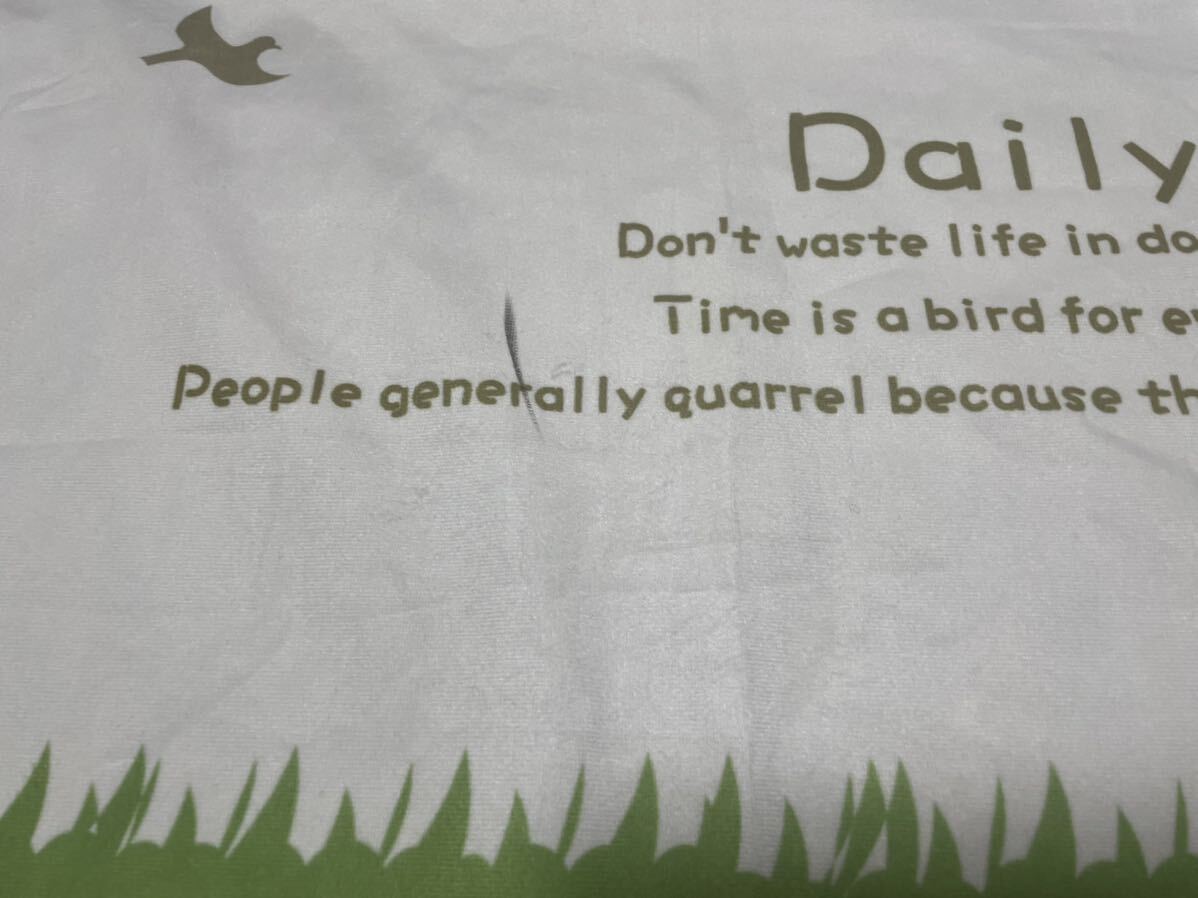 Daily
Don't waste life in do
Time is a bird for e
People generally quarrel because th